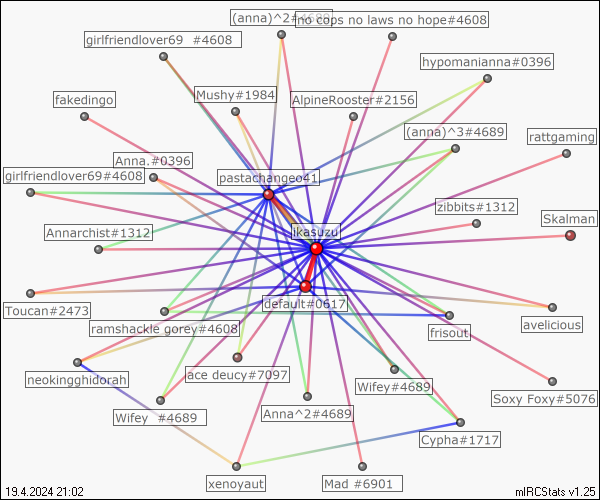 (anna)^2#4689
no cops no laws no hope#4608
girlfriendlover69 #4608
hypomanianna#0396
fakedingo
Mushy#1984
AlpineRooster#2156
(anna)^3#4689
rattgaming
Anna.#0396
girlfriendlover69#4608
pastachangeo41
zibbits#1312
Skalman
Annarchist#1312
ikasuzu
Toucan#2473
default#0617
avelicious
ramshackle gorey#4608
frisout
neokingghidorah
ace deucy#7097
Wifey#4689
Soxy Foxy#5076
Wifey #4689
Anna^2#4689
Cypha#1717
xenoyaut
Mad #6901
19.4.2024 21:02
mIRCStats v1.25